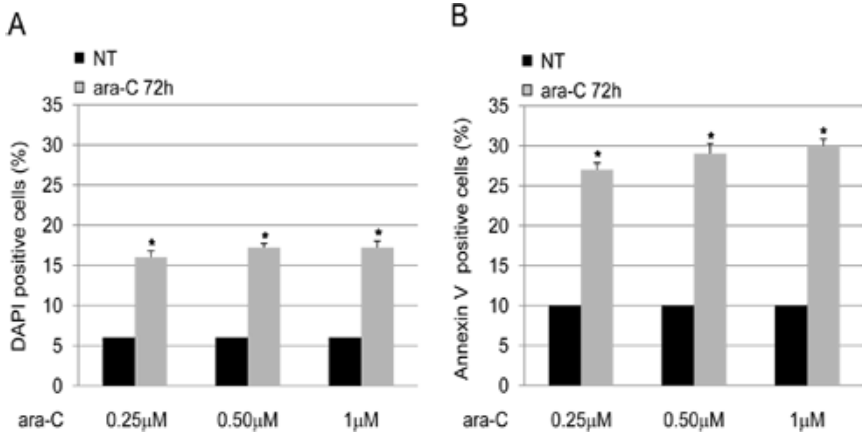 A
NT
ara-C 72h
DAPI positive cells (%)
35
30
25
20
15
10
5
0
*
*
*
ara-C 0.25µM 0.50µM 1µM
B
NT
ara-C 72h
Annexin V positive cells (%)
35
30
25
20
15
10
5
0
*
*
*
ara-C 0.25µM 0.50µM 1µM